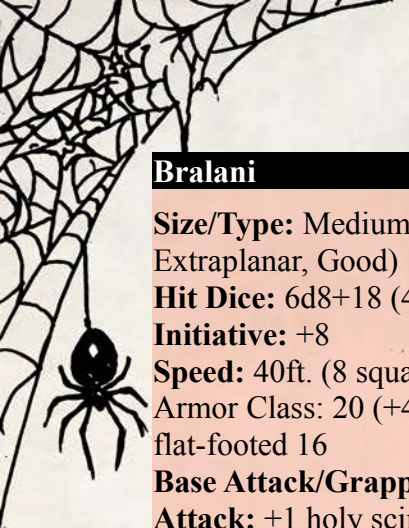 Bralani
Size/Type: Medium
Extraplanar, Good)
Hit Dice: 6d8+18 (4
Initiative: +8
Speed: 40ft. (8 squa
Armor Class: 20 (+4
flat-footed 16
Base Attack/Grapp
Attack: +1 holy sci